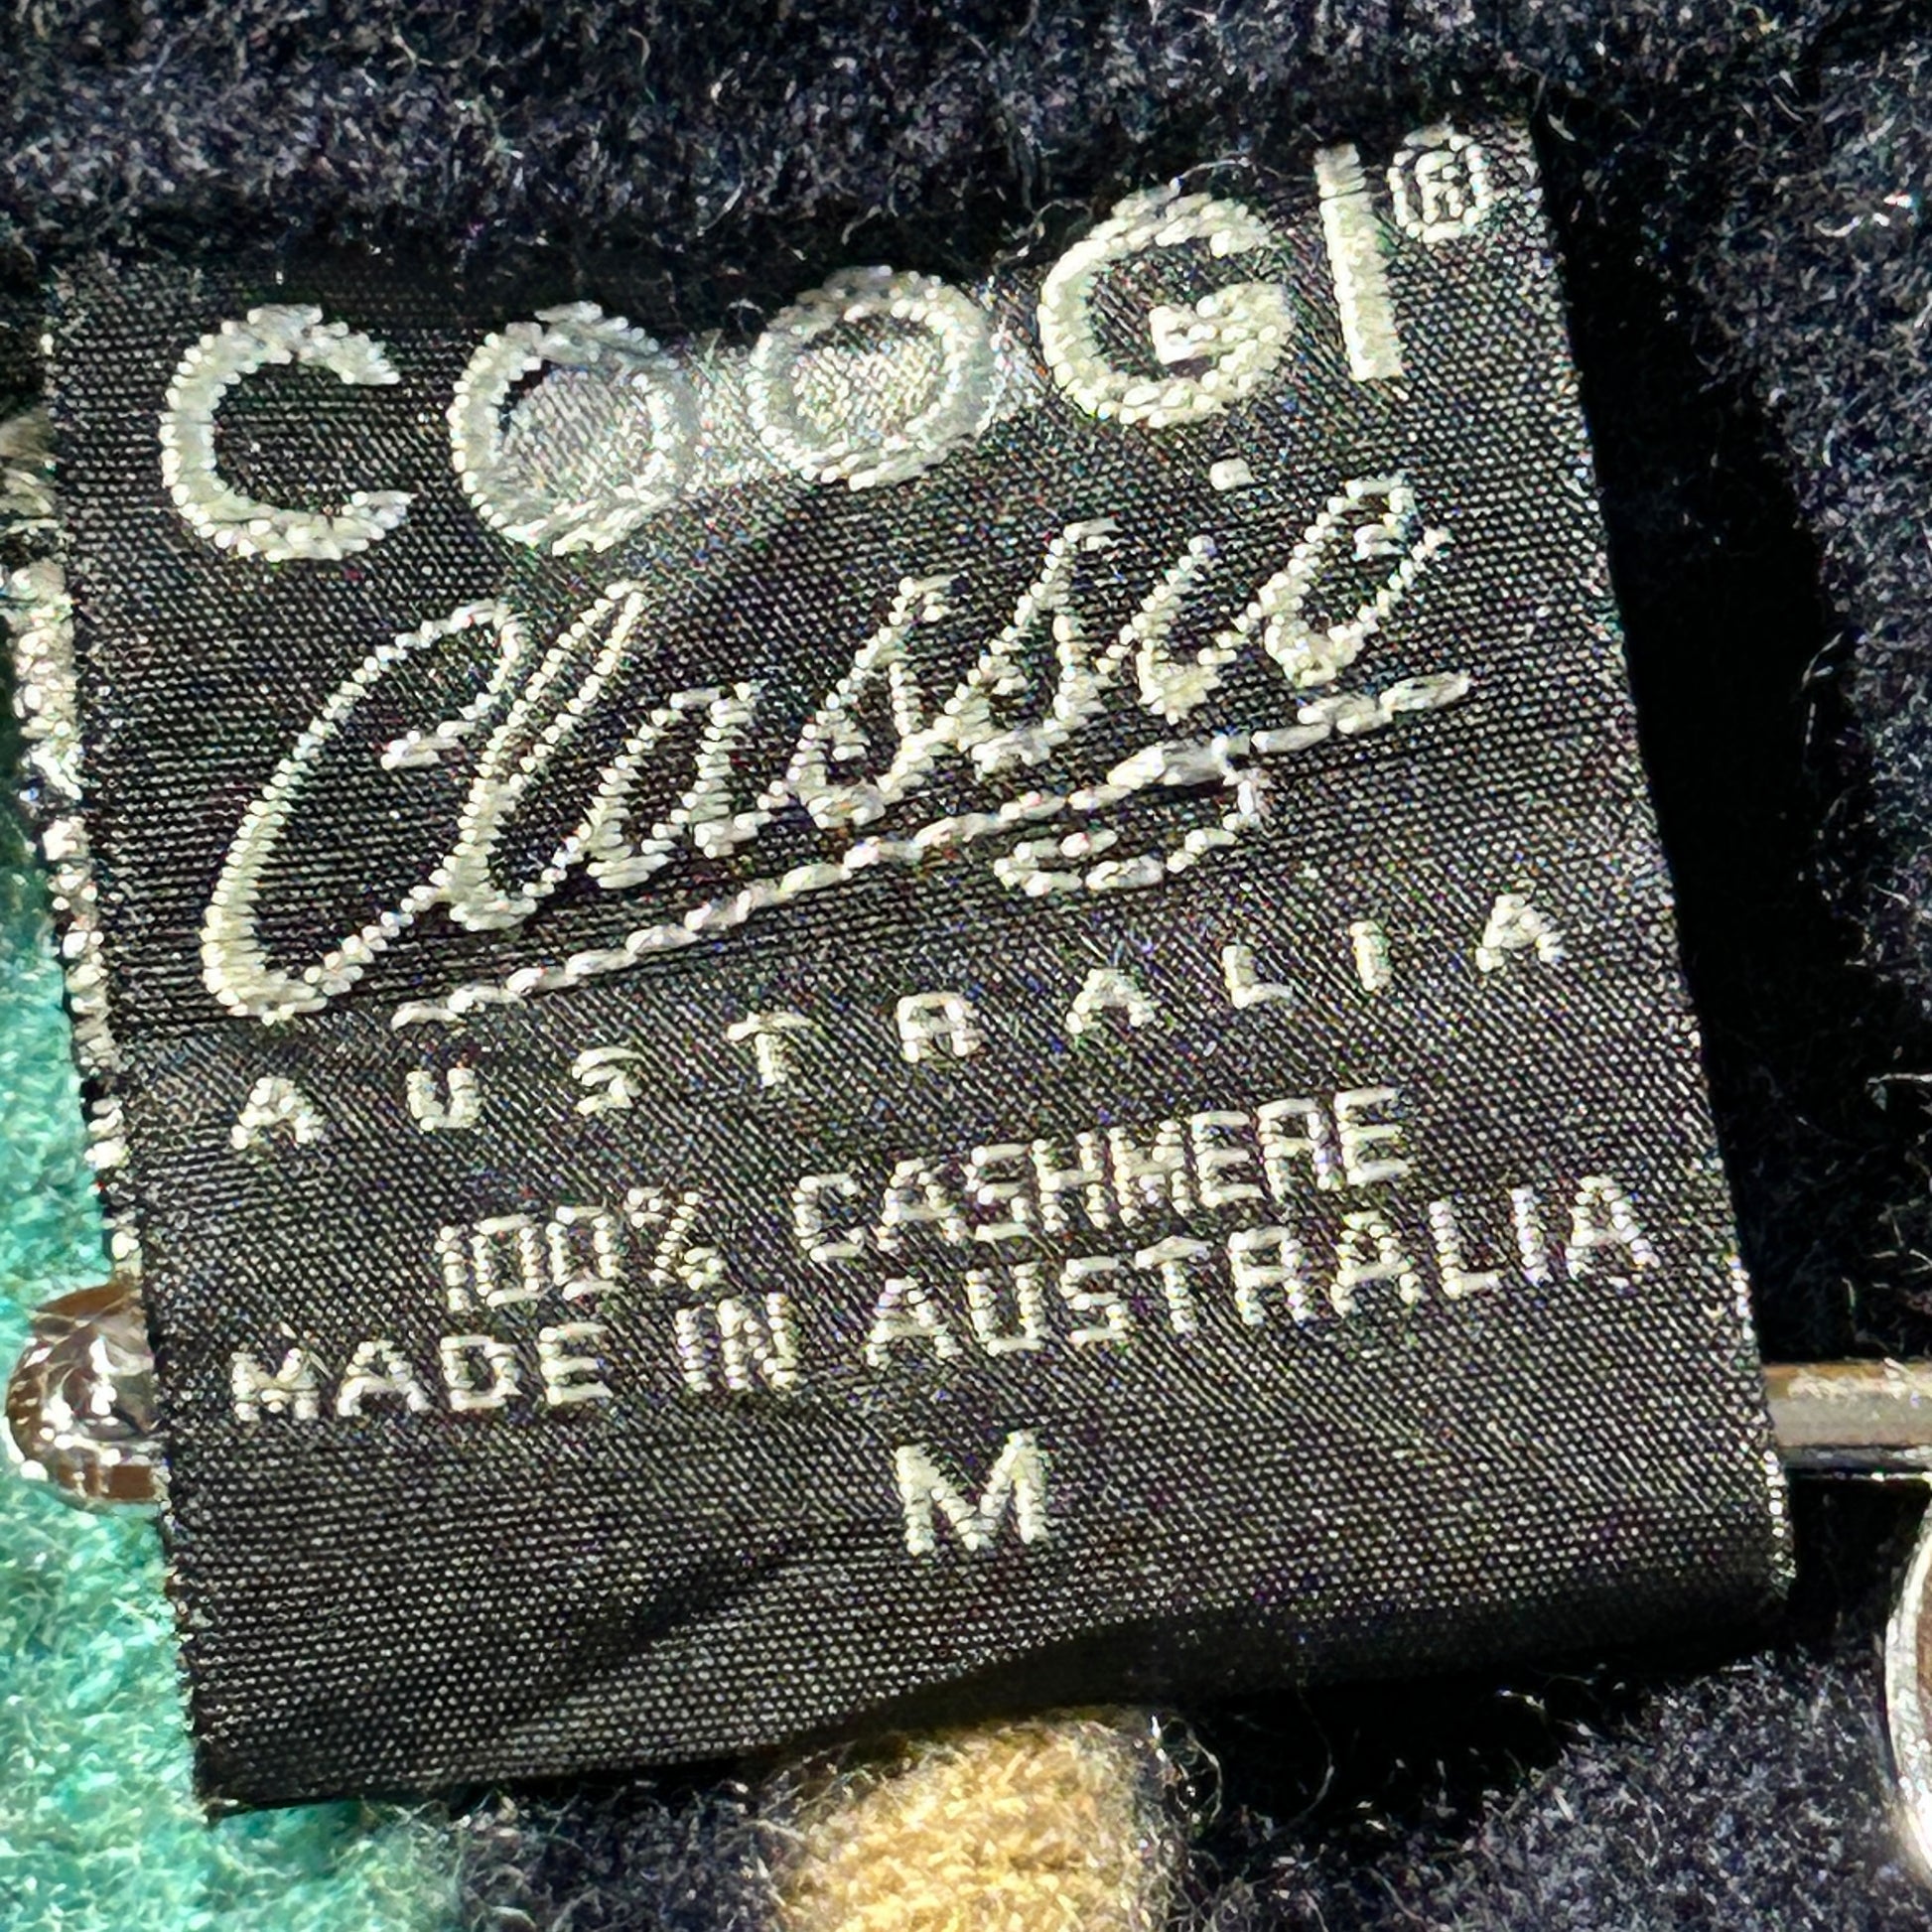 COOGI®
Classic
AUSTRALIA
100% CASHMERE
MADE IN AUSTRALIA
M